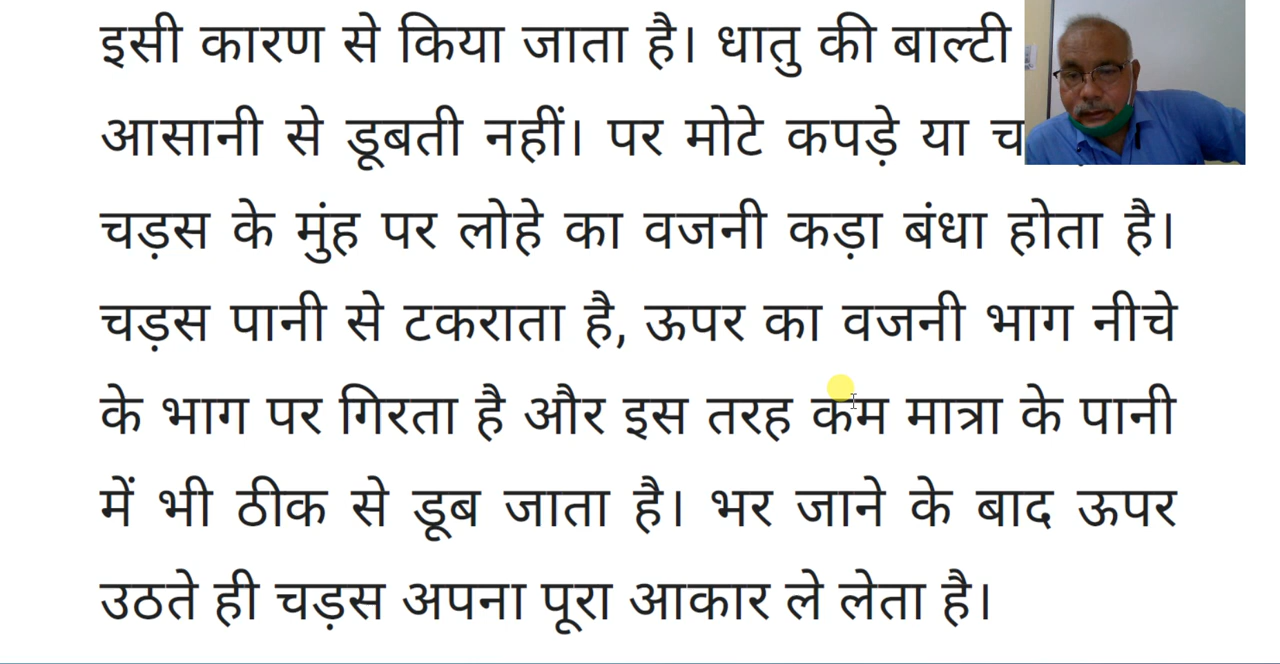 इसी कारण से किया जाता है। धातु की बाल्टी
आसानी से डूबती नहीं। पर मोटे कपड़े या
चड़स के मुंह पर लोहे का वजनी कड़ा बंधा होता है।
चड़स पानी से टकराता है, ऊपर का वजनी भाग नीचे
के भाग पर गिरता है और इस तरह कम मात्रा के पानी
में भी ठीक से डूब जाता है। भर जाने के बाद ऊपर
उठते ही चड़स अपना पूरा आकार ले लेता है।